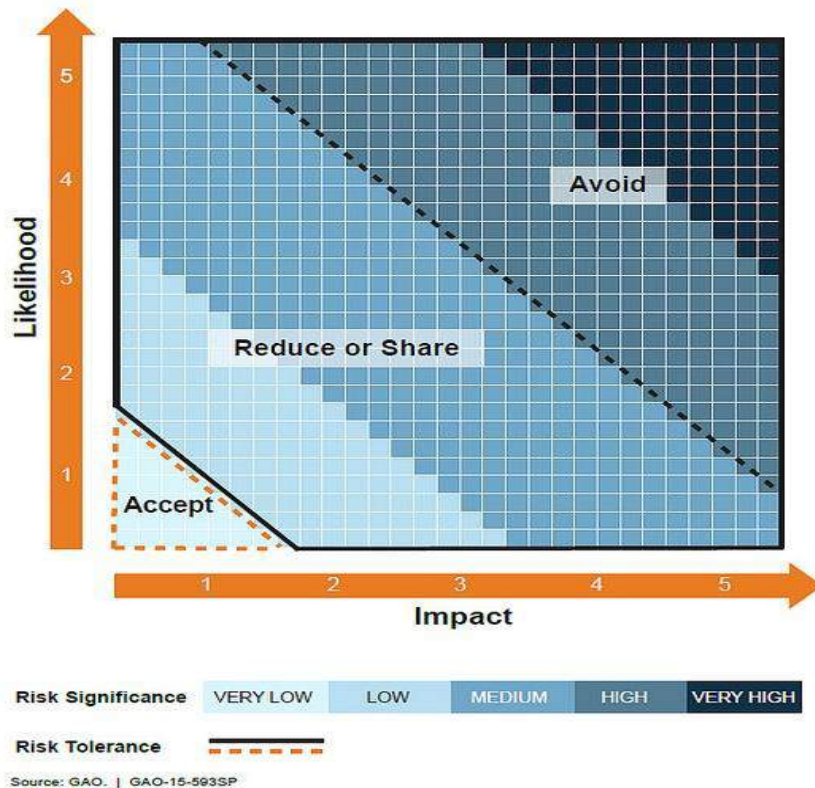 5
4
3
2
1
Likelihood
Avoid
Reduce or Share
Accept
1 2 3 4 5
Impact
Risk Significance VERY LOW LOW MEDIUM HIGH VERY HIGH
Risk Tolerance
Source: GAO. | GAO-15-593SP